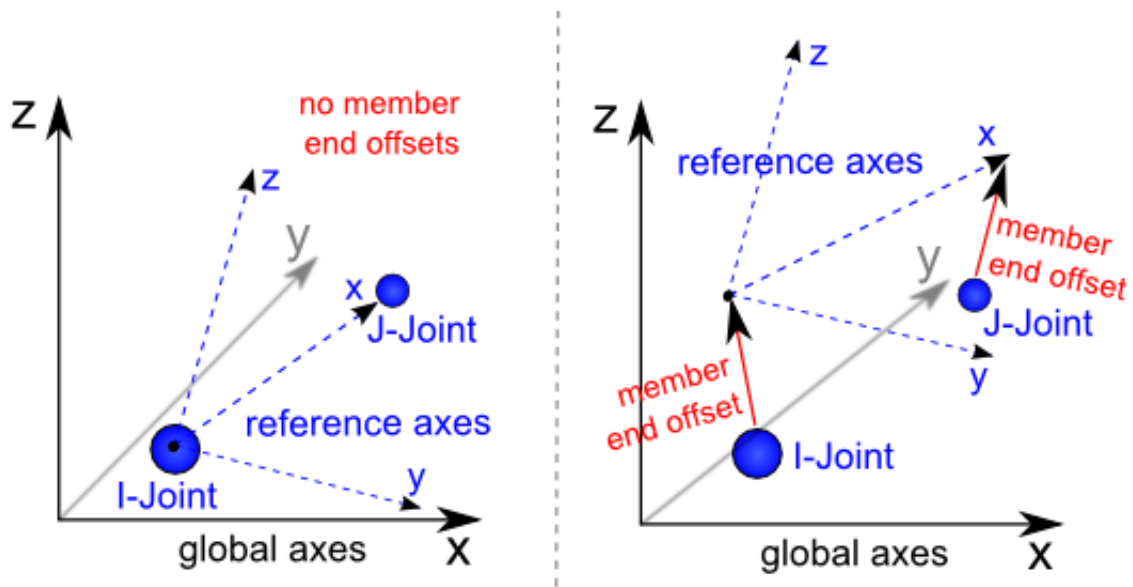 Z
no member
end offsets
z
y
x
J-Joint
reference axes
y
I-Joint
global axes
X
z
Z
x
reference axes
member
end offset
y
J-Joint
y
member
end offset
I-Joint
global axes
X